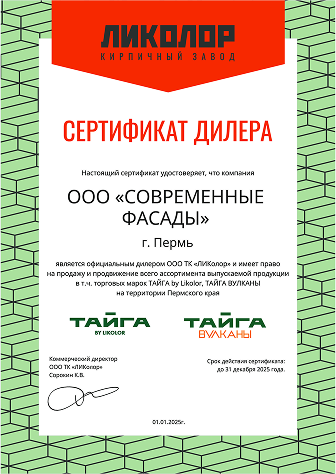 ЛИКОЛОР
КИРПИЧНЫЙ ЗАВОД
СЕРТИФИКАТ ДИЛЕРА
Настоящий сертификат удостоверяет, что компания
ООО «СОВРЕМЕННЫЕ
ФАСАДЫ»
г. Пермь
является официальным дилером ООО ТК «ЛИКолор» и имеет право
на продажу и продвижение всего ассортимента выпускаемой продукции
в т.ч. торговых марок ТАЙГА by Likolor, ТАЙГА ВУЛКАНЫ
на территории Пермского края
ТАЙГА
BY LIKOLOR
ТАЙГА
ВУЛКАНЫ
Коммерческий директор
ООО ТК «ЛИКолор»
Сорокин К.В.
Срок действия сертификата:
до 31 декабря 2025 года.
01.01.2025г.